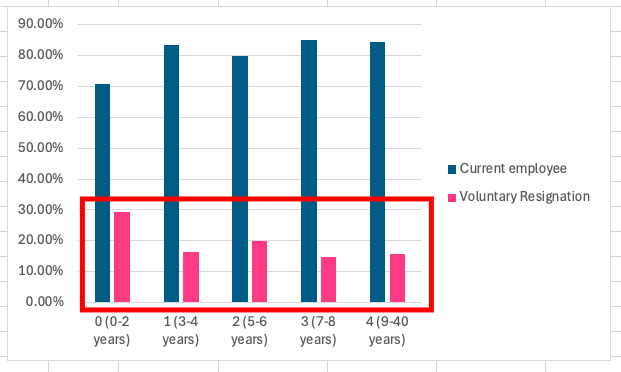 90.00%
80.00%
70.00%
60.00%
50.00%
40.00%
30.00%
20.00%
10.00%
0.00%
0 (0-2 years)
1 (3-4 years)
2 (5-6 years)
3 (7-8 years)
4 (9-40 years)
Current employee
Voluntary Resignation